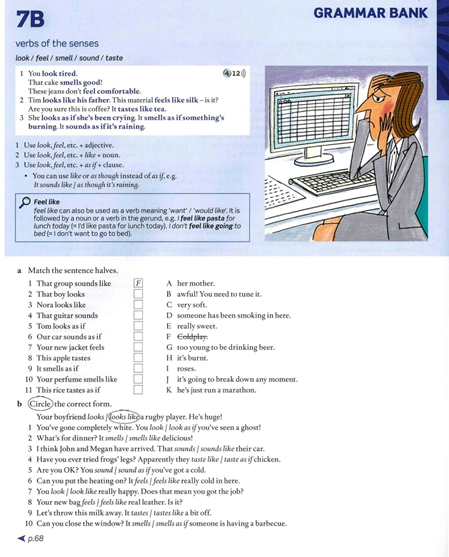 7B
GRAMMAR BANK
verbs of the senses
look / feel / smell / sound / taste
1 You look tired.
4 12
That cake smells good!
These jeans don't feel comfortable.
2 Tim looks like his father. This material feels like silk – is it?
Are you sure this is coffee? It tastes like tea.
3 She looks as if she's been crying. It smells as if something's
burning. It sounds as if it's raining.
1 Use look, feel, etc. + adjective.
2 Use look, feel, etc. + like + noun.
3 Use look, feel, etc. + as if + clause.
• You can use like or as though instead of as if, e.g.
It sounds like / as though it's raining.
Feel like
feel like can also be used as a verb meaning 'want' / 'would like'. It is
followed by a noun or a verb in the gerund, e.g. I feel like pasta for
lunch today (= I'd like pasta for lunch today). I don't feel like going to
bed (= I don't want to go to bed).
a Match the sentence halves.
1 That group sounds like F
2 That boy looks
3 Nora looks like
4 That guitar sounds
5 Tom looks as if
6 Our car sounds as if
7 Your new jacket feels
8 This apple tastes
9 It smells as if
10 Your perfume smells like
11 This rice tastes as if
A her mother.
B awful! You need to tune it.
C very soft.
D someone has been smoking in here.
E really sweet.
F Coldplay.
G too young to be drinking beer.
H it's burnt.
I roses.
J it's going to break down any moment.
K he's just run a marathon.
b Circle the correct form.
Your boyfriend looks / looks like a rugby player. He's huge!
1 You've gone completely white. You look / look as if you've seen a ghost!
2 What's for dinner? It smells / smells like delicious!
3 I think John and Megan have arrived. That sounds / sounds like their car.
4 Have you ever tried frogs' legs? Apparently they taste like / taste as if chicken.
5 Are you OK? You sound / sound as if you've got a cold.
6 Can you put the heating on? It feels / feels like really cold in here.
7 You look / look like really happy. Does that mean you got the job?
8 Your new bag feels / feels like real leather. Is it?
9 Let's throw this milk away. It tastes / tastes like a bit off.
10 Can you close the window? It smells / smells as if someone is having a barbecue.
p.68